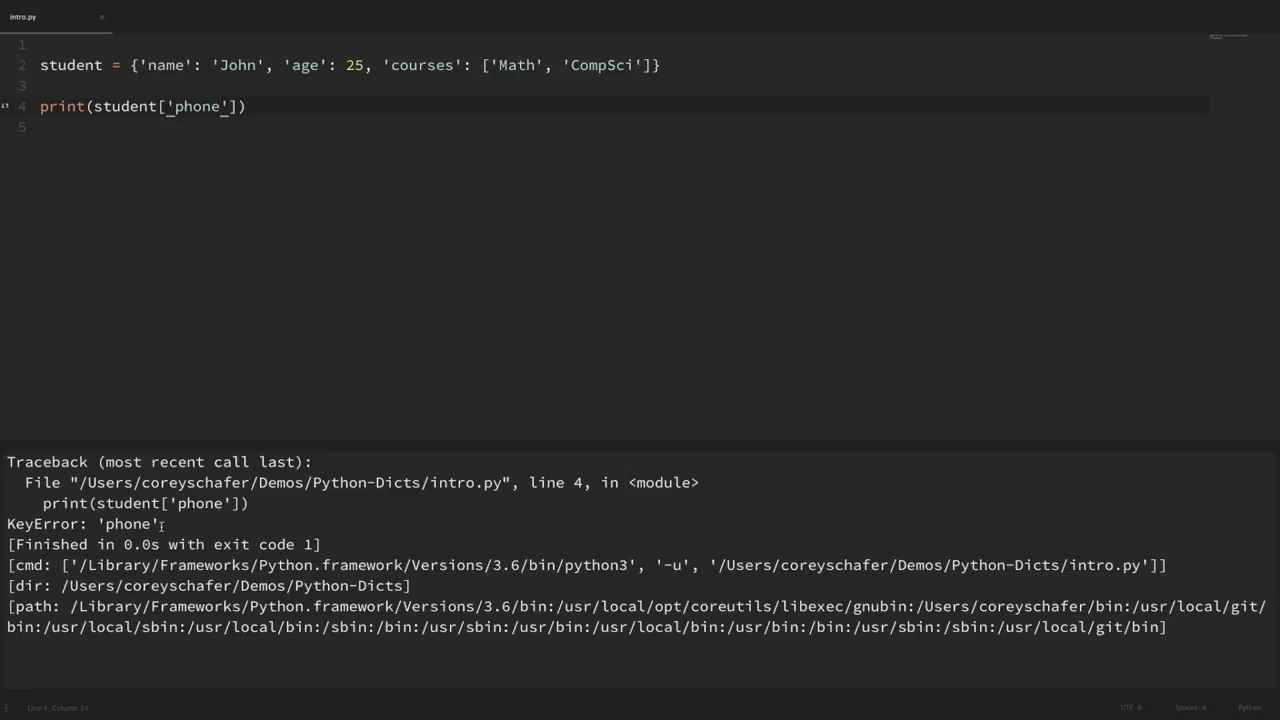 intro.py ×
1
2 student = {'name': 'John', 'age': 25, 'courses': ['Math', 'CompSci']}
3
4 print(student['phone'])
5
Traceback (most recent call last):
  File "/Users/coreyschafer/Demos/Python-Dicts/intro.py", line 4, in <module>
    print(student['phone'])
KeyError: 'phone'
[Finished in 0.0s with exit code 1]
[cmd: ['/Library/Frameworks/Python.framework/Versions/3.6/bin/python3', '-u', '/Users/coreyschafer/Demos/Python-Dicts/intro.py']]
[dir: /Users/coreyschafer/Demos/Python-Dicts]
[path: /Library/Frameworks/Python.framework/Versions/3.6/bin:/usr/local/opt/coreutils/libexec/gnubin:/Users/coreyschafer/bin:/usr/local/git/
bin:/usr/local/sbin:/usr/local/bin:/sbin:/bin:/usr/sbin:/usr/bin:/usr/local/bin:/usr/bin:/bin:/usr/sbin:/sbin:/usr/local/git/bin]
Line 4, Column 21 UTF-8 Spaces: 4 Python